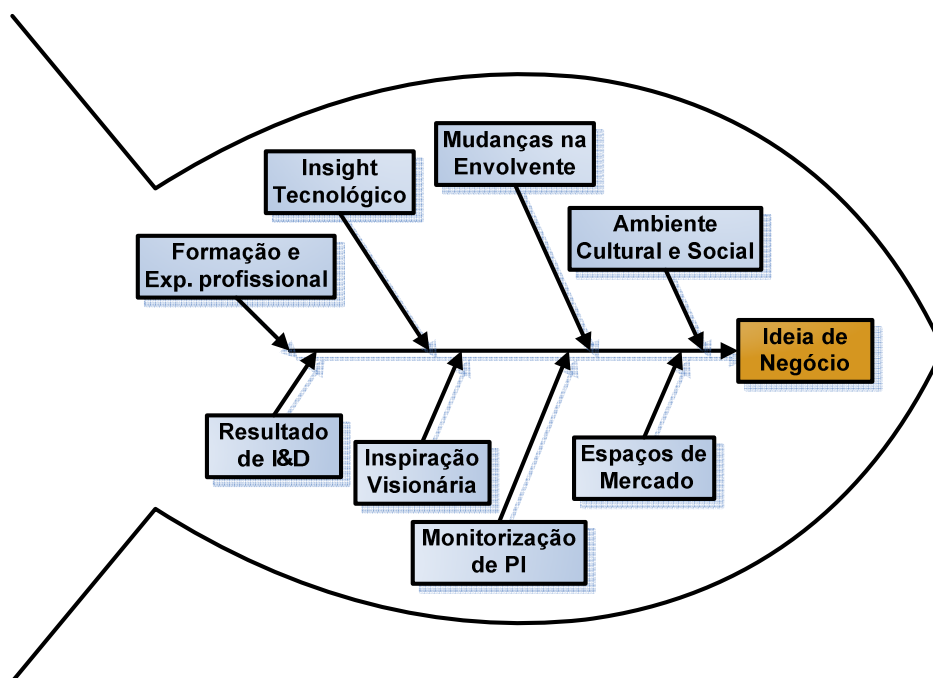 Mudanças na
Envolvente
Insight
Tecnológico
Ambiente
Cultural e Social
Formação e
Exp. profissional
Ideia de
Negócio
Resultado
de I&D
Inspiração
Visionária
Espaços de
Mercado
Monitorização
de PI